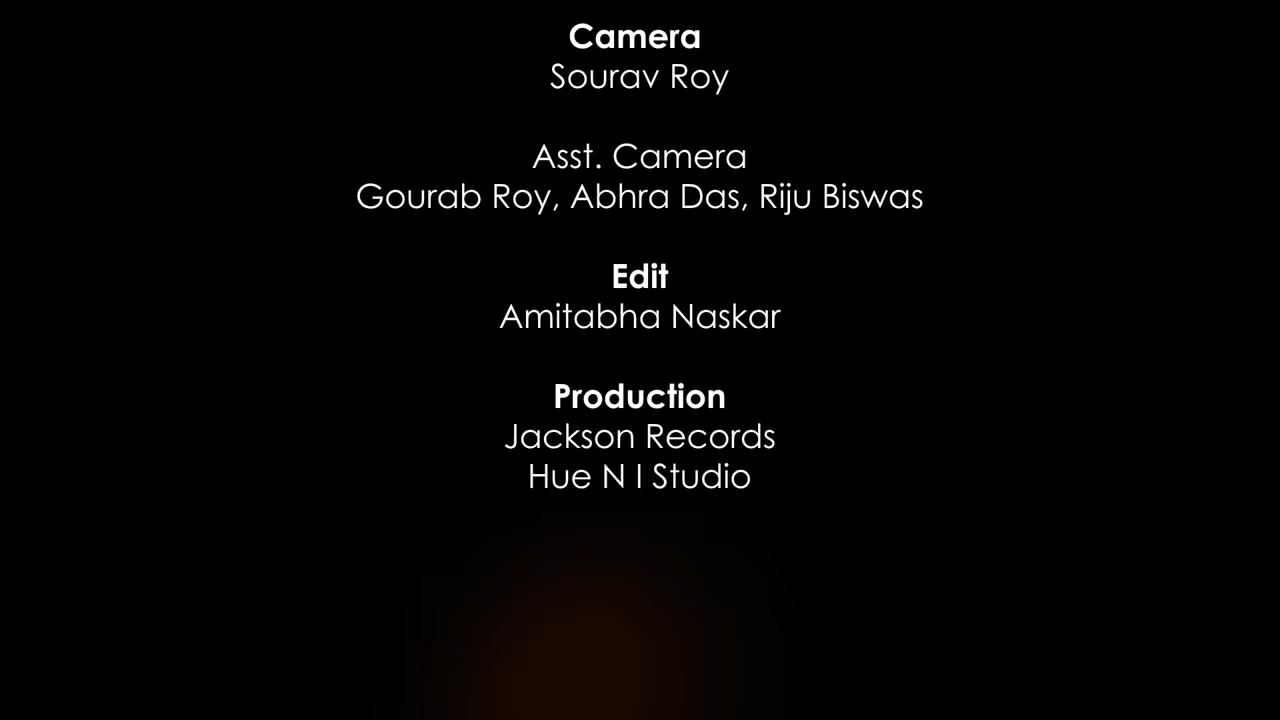 Camera
Sourav Roy
Asst. Camera
Gourab Roy, Abhra Das, Riju Biswas
Edit
Amitabha Naskar
Production
Jackson Records
Hue N I Studio